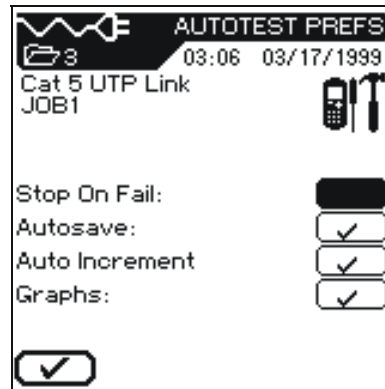 AUTOTEST PREFS
3 03:06 03/17/1999
Cat 5 UTP Link
JOB1
Stop On Fail:
Autosave:
Auto Increment
Graphs: